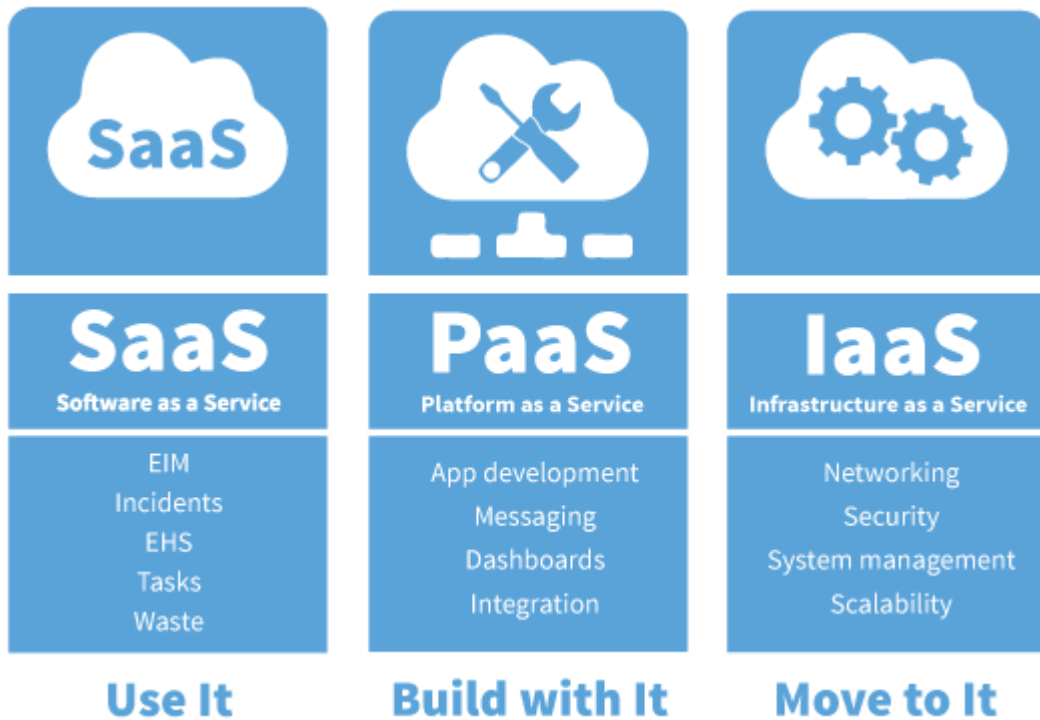 SaaS
SaaS
Software as a Service
EIM
Incidents
EHS
Tasks
Waste
Use It
PaaS
Platform as a Service
App development
Messaging
Dashboards
Integration
Build with It
IaaS
Infrastructure as a Service
Networking
Security
System management
Scalability
Move to It